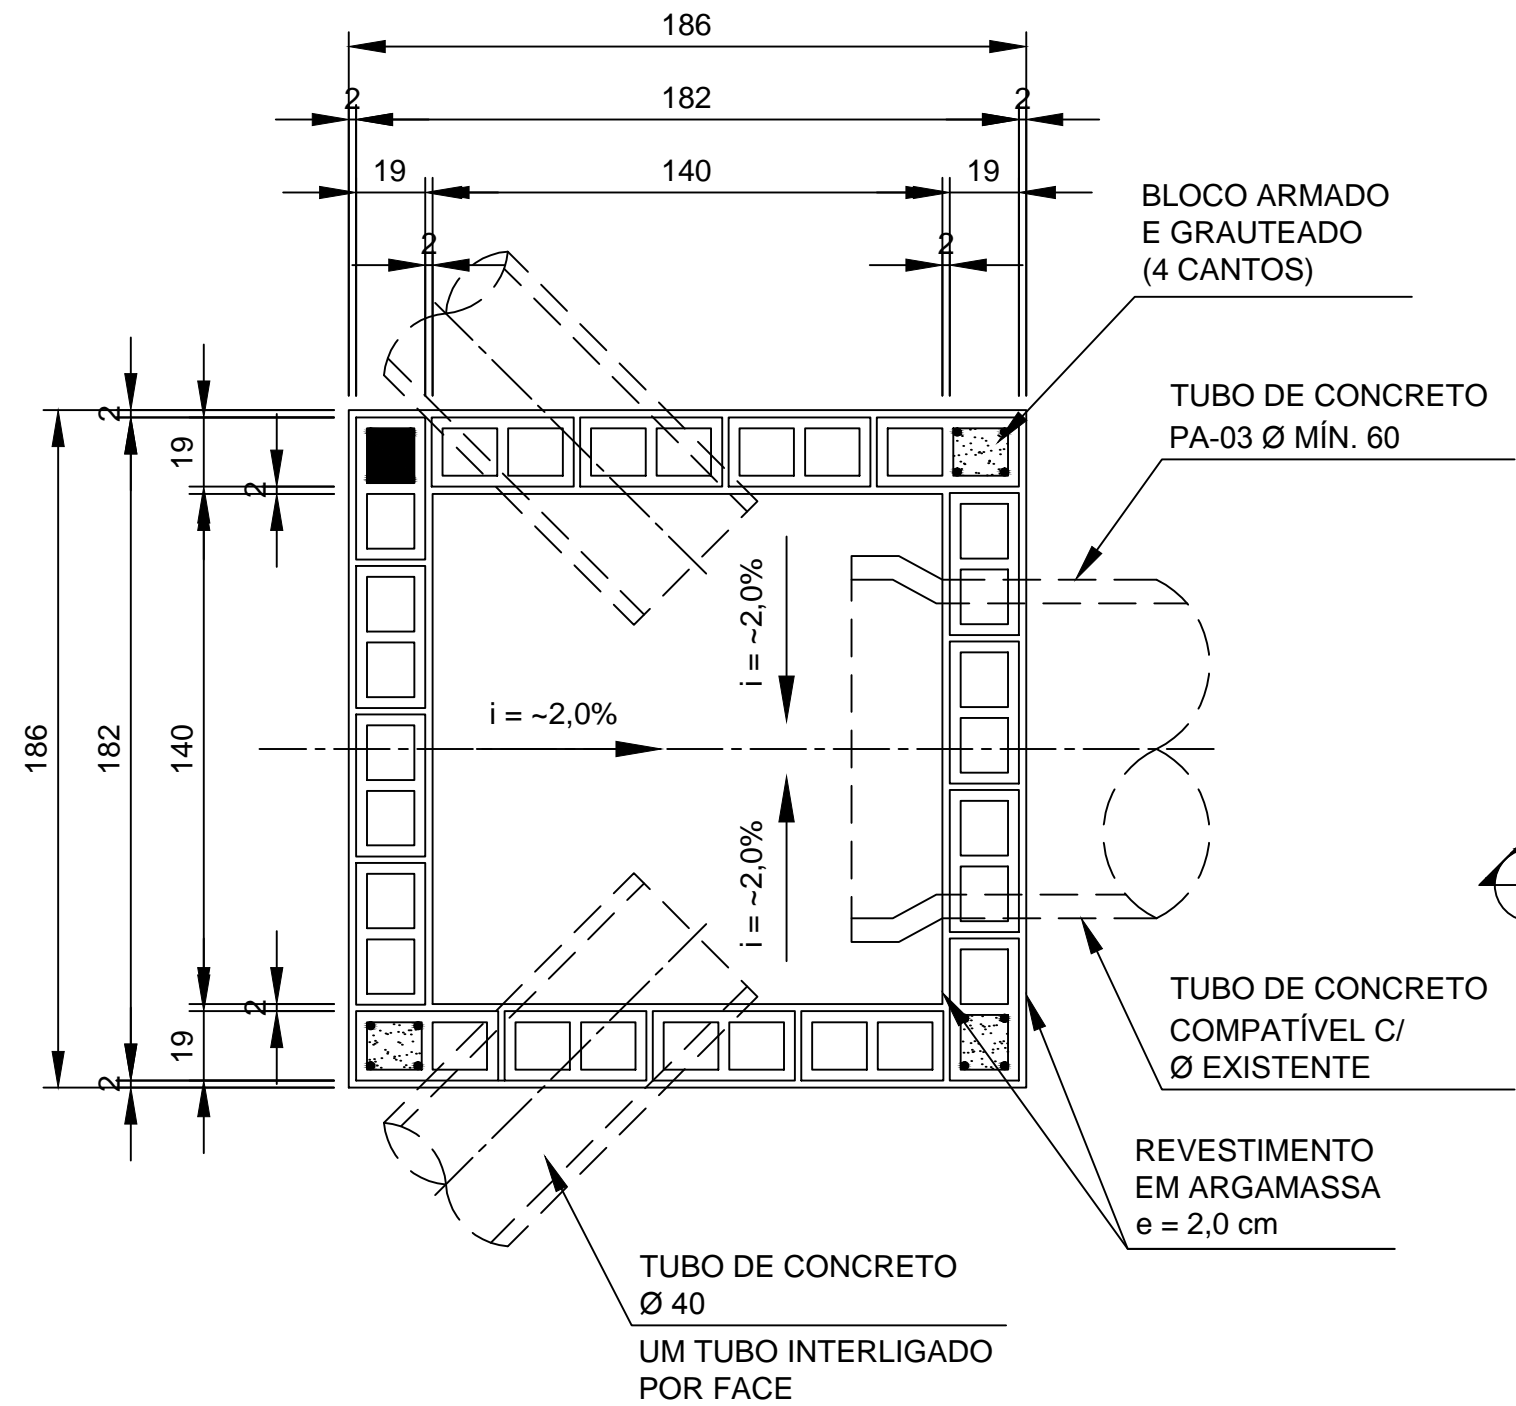 186
2
182
2
19
140
19
2
2
BLOCO ARMADO
E GRAUTEADO
(4 CANTOS)
TUBO DE CONCRETO
PA-03 Ø MÍN. 60
2
19
2
186
182
140
i = ~2,0%
i = ~2,0%
i = ~2,0%
2
19
2
TUBO DE CONCRETO
COMPATÍVEL C/
Ø EXISTENTE
REVESTIMENTO
EM ARGAMASSA
e = 2,0 cm
TUBO DE CONCRETO
Ø 40
UM TUBO INTERLIGADO
POR FACE